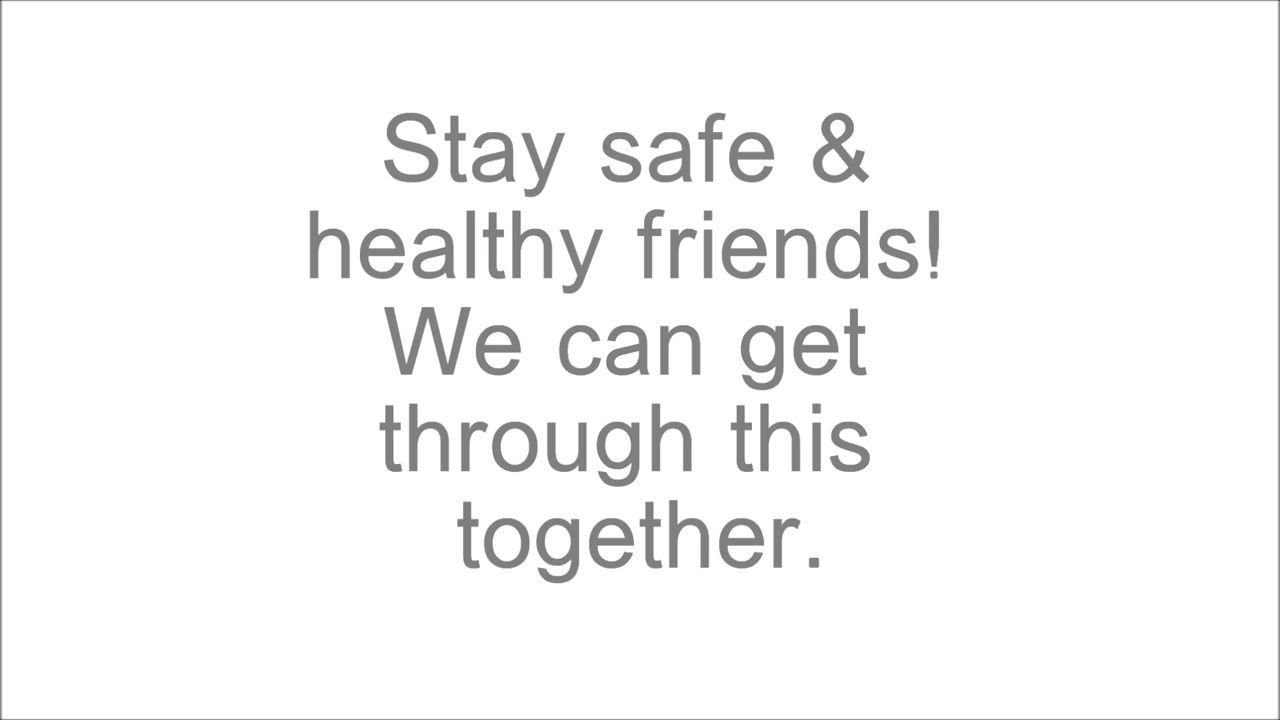 Stay safe &
healthy friends!
We can get
through this
together.